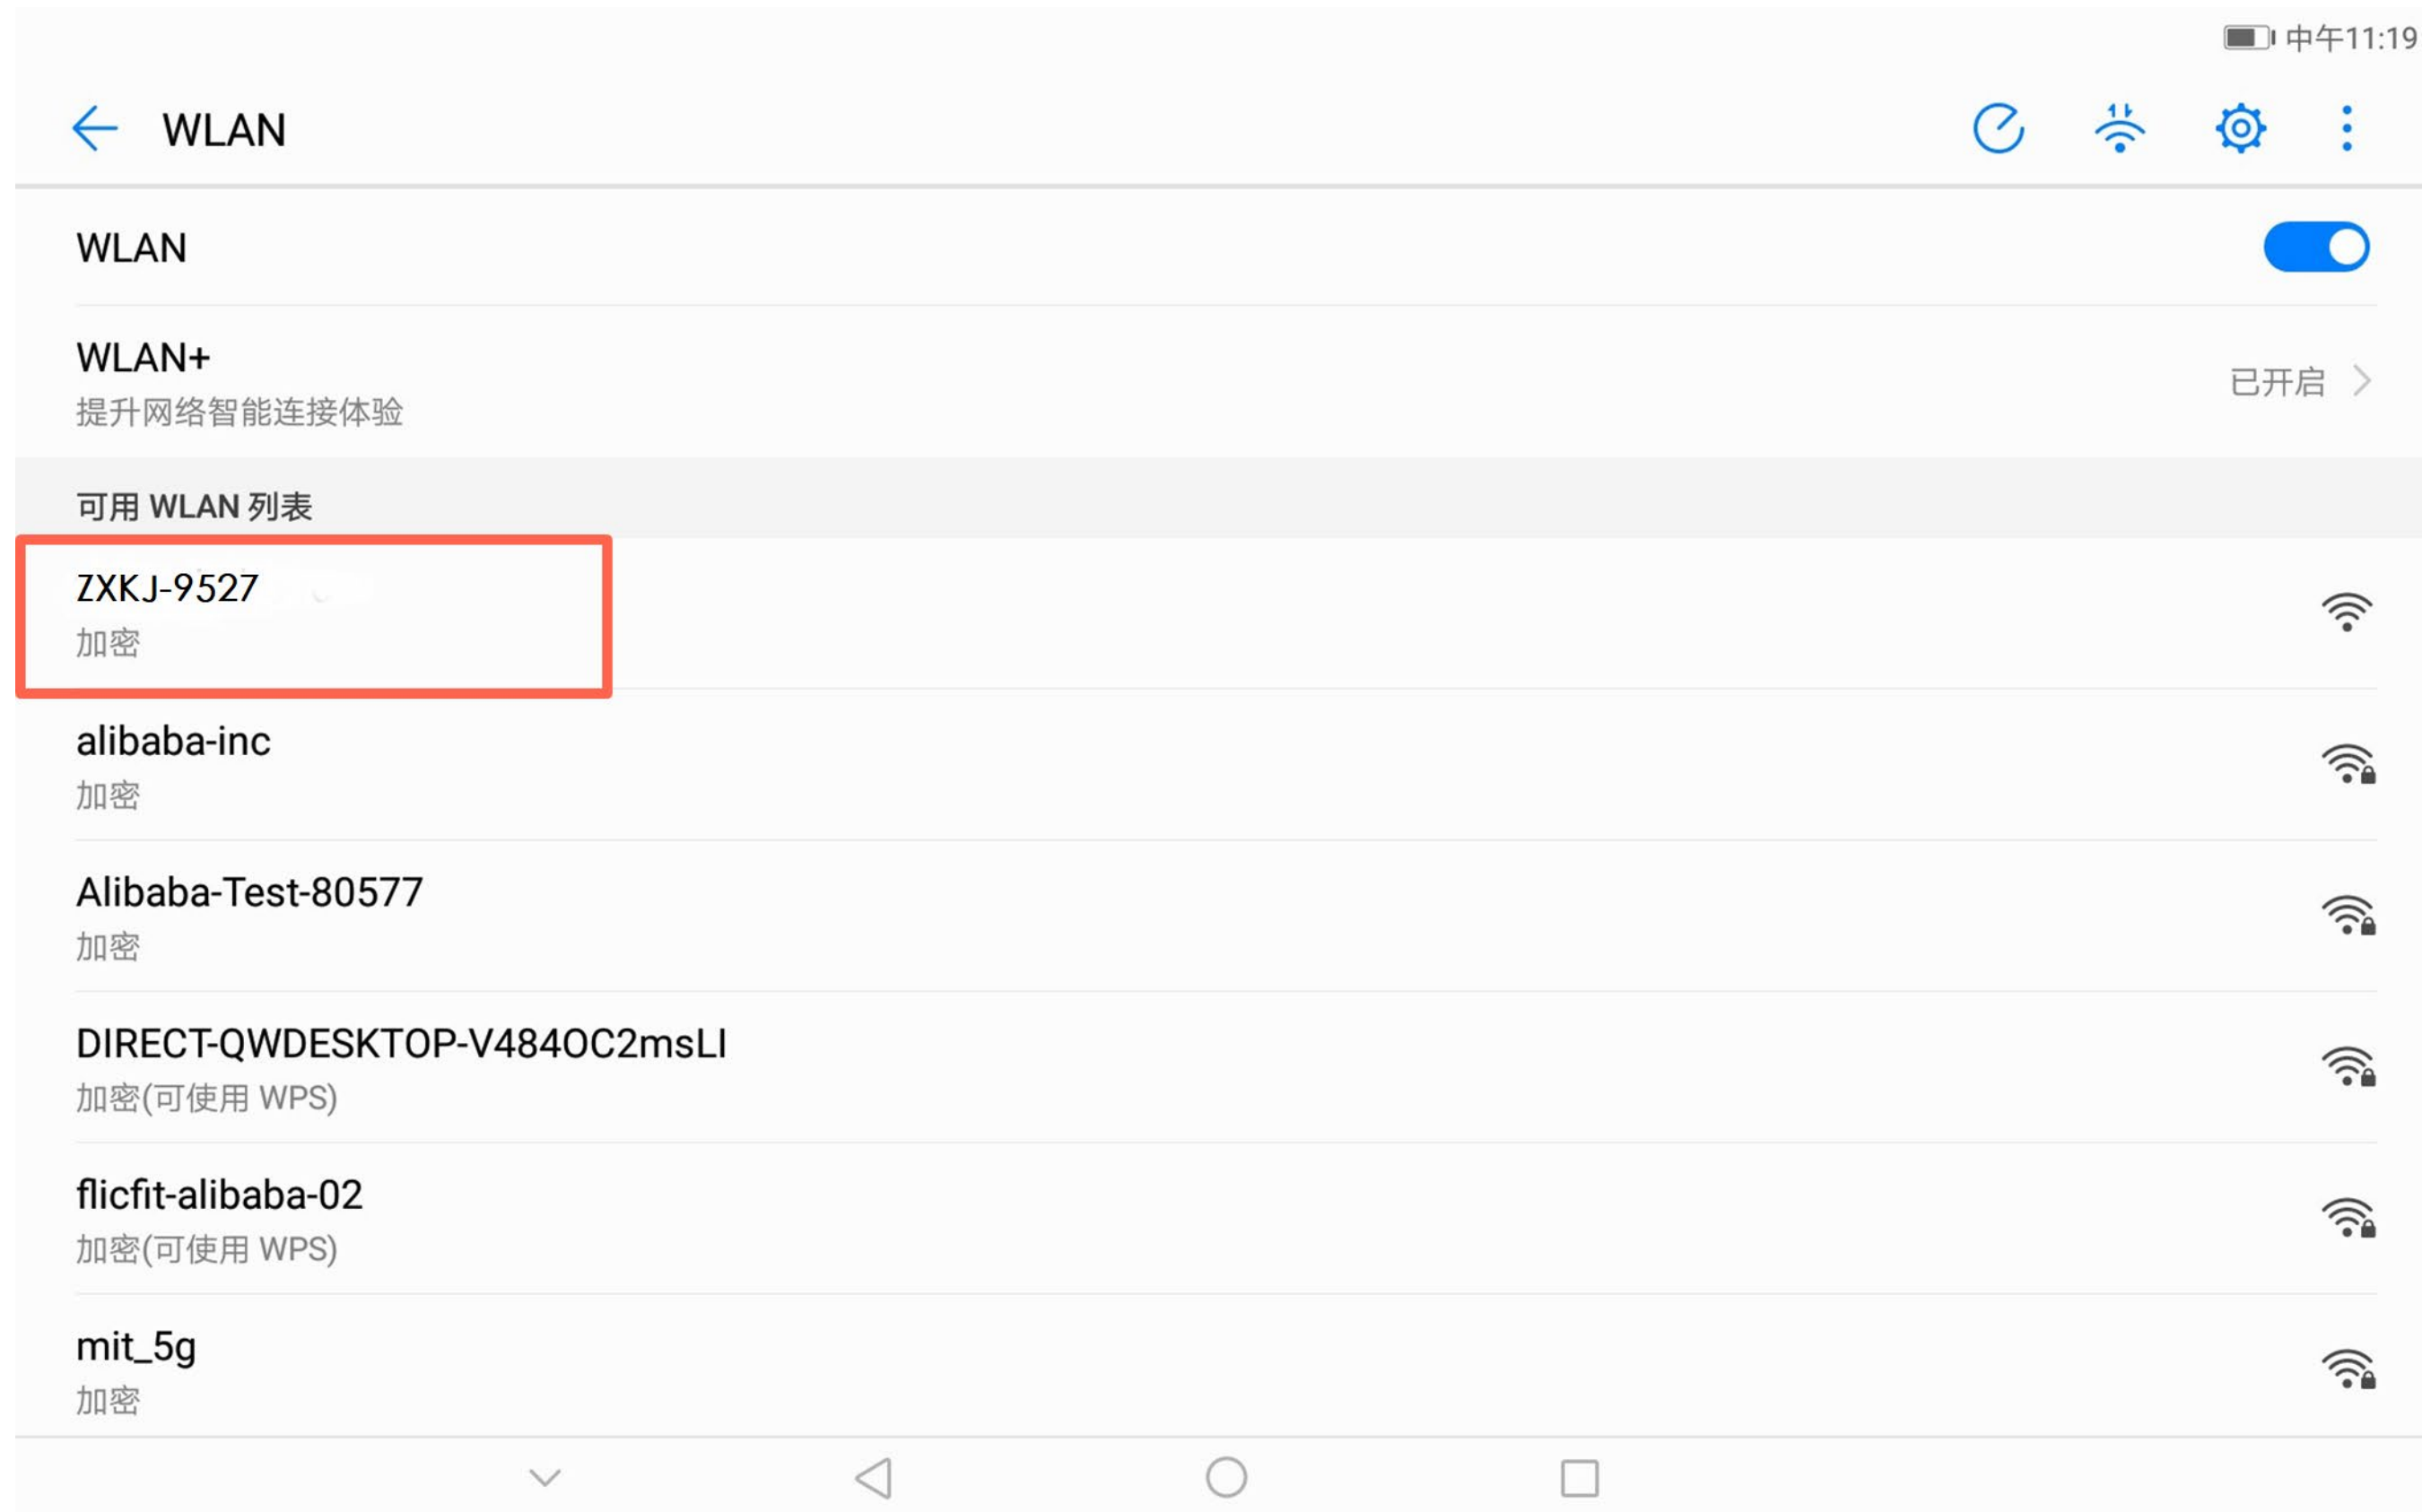 中午11:19
WLAN
WLAN
WLAN+
提升网络智能连接体验
已开启
可用 WLAN 列表
ZXKJ-9527
加密
alibaba-inc
加密
Alibaba-Test-80577
加密
DIRECT-QWDESKTOP-V484OC2msLI
加密(可使用 WPS)
flicfit-alibaba-02
加密(可使用 WPS)
mit_5g
加密